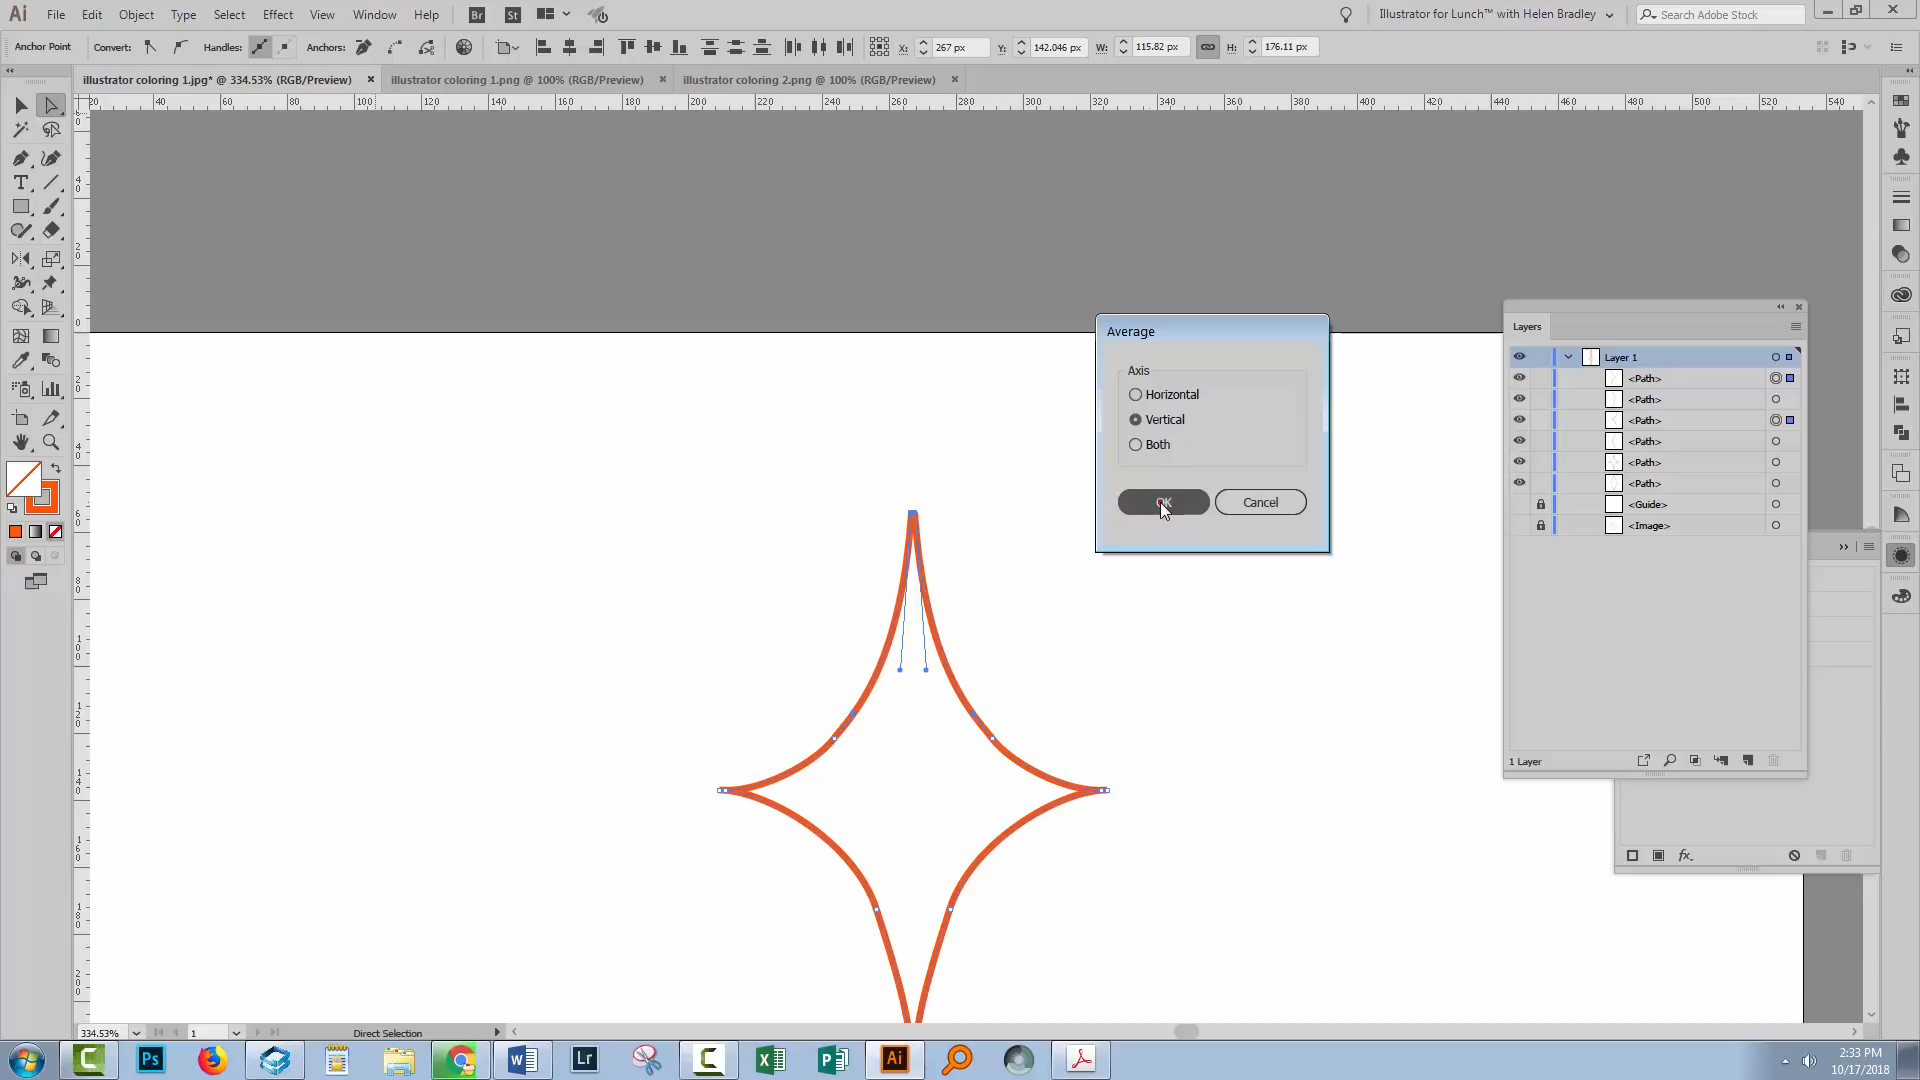 Ai File Edit Object Type Select Effect View Window Help Br St Illustrator for Lunch™ with Helen Bradley Search Adobe Stock
Anchor Point Convert: Handles: Anchors: X: 267 px Y: 142.046 px W: 115.82 px H: 176.11 px
illustrator coloring 1.jpg* @ 334.53% (RGB/Preview) × illustrator coloring 1.png @ 100% (RGB/Preview) × illustrator coloring 2.png @ 100% (RGB/Preview) ×
20 40 60 80 100 120 140 160 180 200 220 240 260 280 300 320 340 360 380 400 420 440 460 480 500 520 540
Average
Axis
Horizontal
Vertical
Both
OK Cancel
Layers
Layer 1
<Path>
<Path>
<Path>
<Path>
<Path>
<Path>
<Guide>
<Image>
1 Layer
fx.
334.53% 1 Direct Selection
Ps W Lr C X P Ai
2:33 PM
10/17/2018